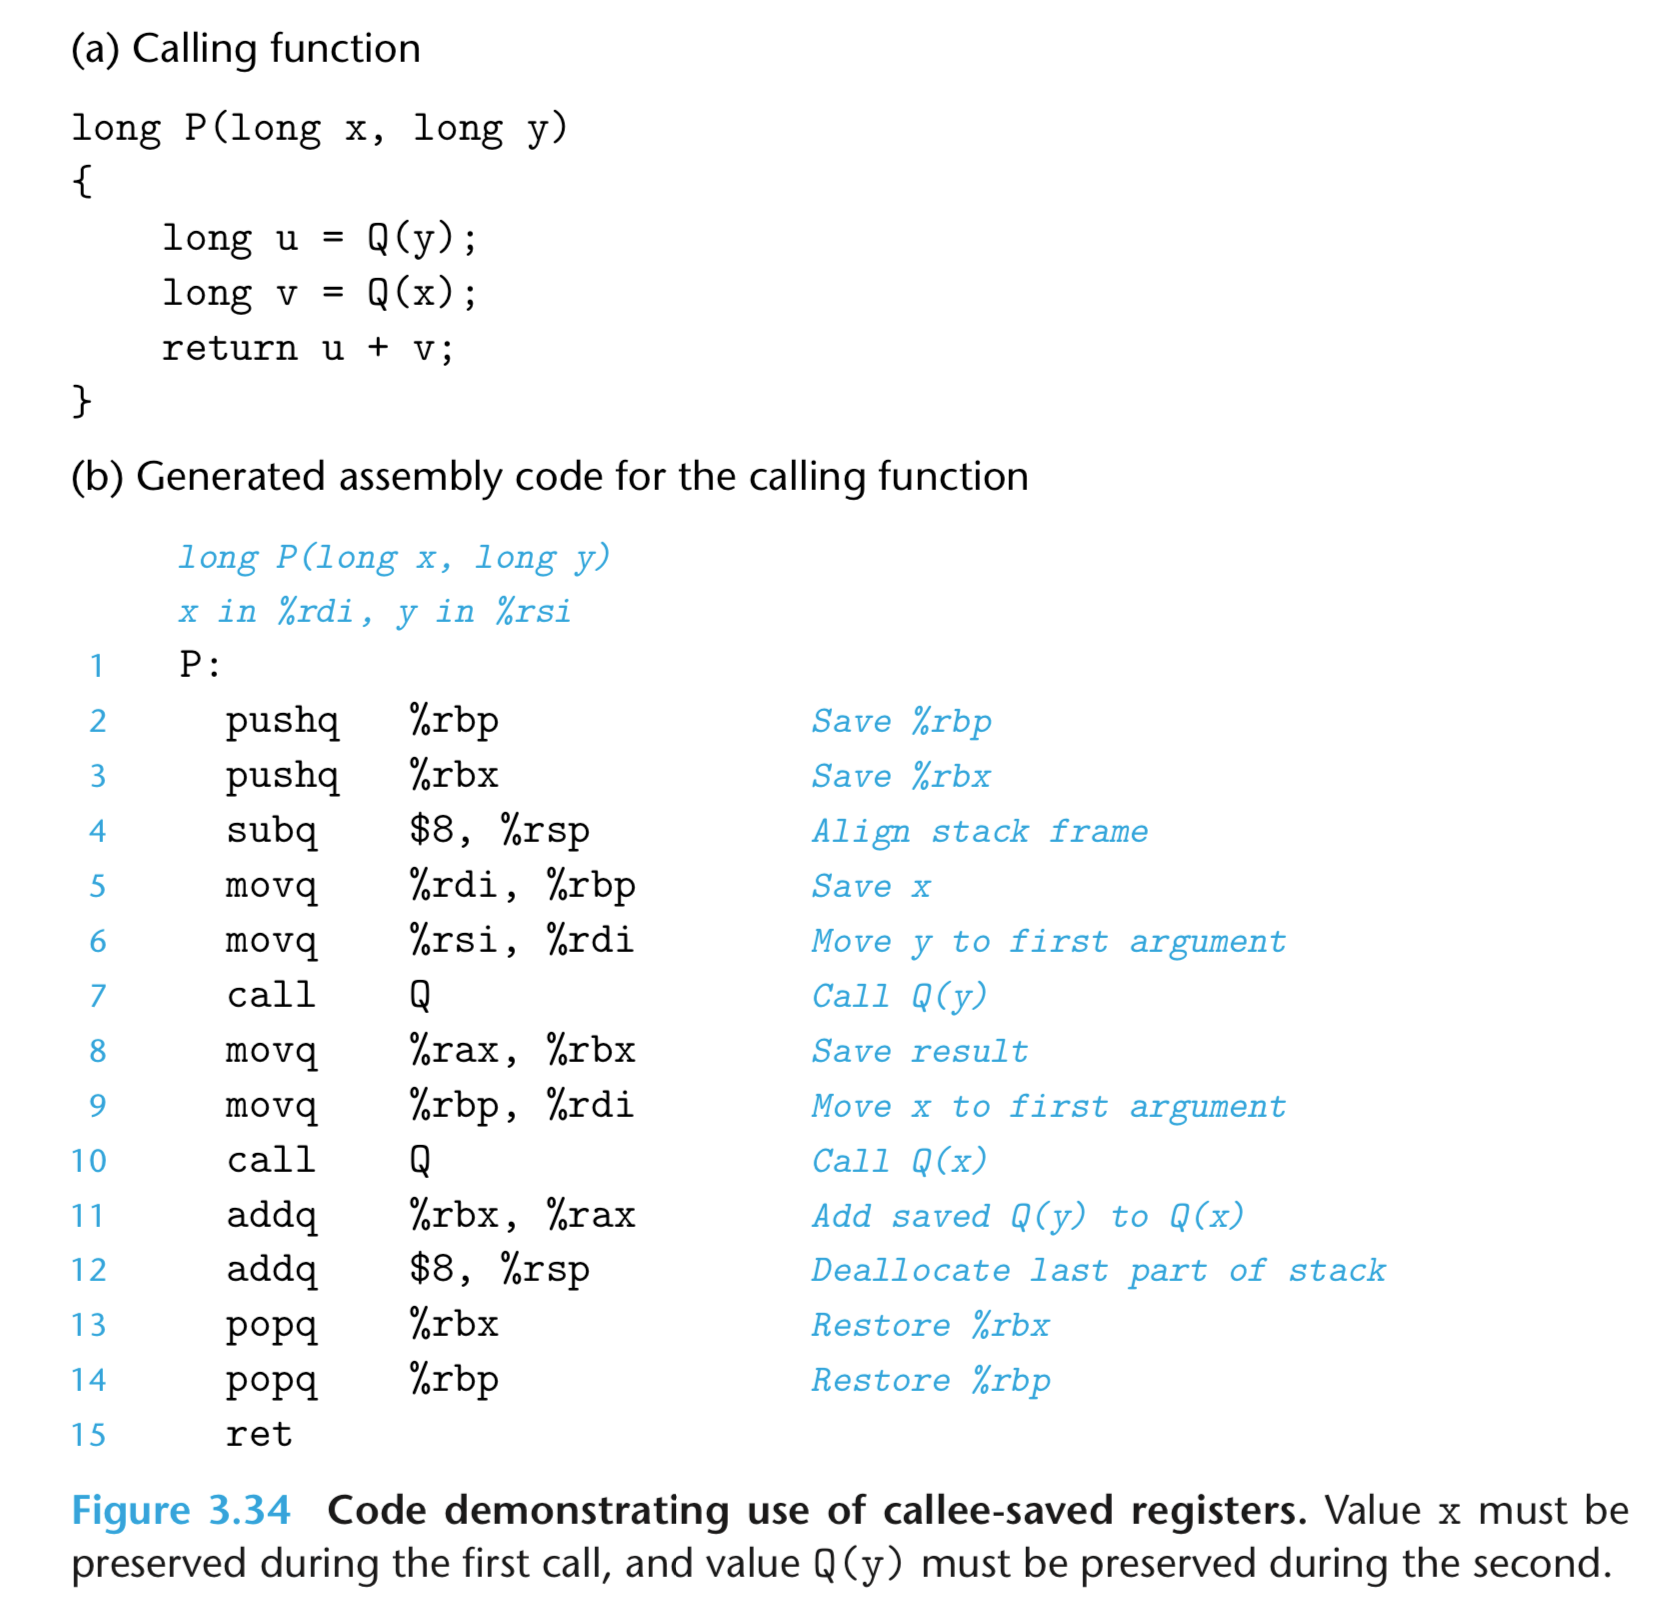 (a) Calling function
long P(long x, long y)
{
    long u = Q(y);
    long v = Q(x);
    return u + v;
}
(b) Generated assembly code for the calling function
long P(long x, long y)
x in %rdi, y in %rsi
1 P:
2 pushq %rbp Save %rbp
3 pushq %rbx Save %rbx
4 subq $8, %rsp Align stack frame
5 movq %rdi, %rbp Save x
6 movq %rsi, %rdi Move y to first argument
7 call Q Call Q(y)
8 movq %rax, %rbx Save result
9 movq %rbp, %rdi Move x to first argument
10 call Q Call Q(x)
11 addq %rbx, %rax Add saved Q(y) to Q(x)
12 addq $8, %rsp Deallocate last part of stack
13 popq %rbx Restore %rbx
14 popq %rbp Restore %rbp
15 ret
Figure 3.34 Code demonstrating use of callee-saved registers. Value x must be
preserved during the first call, and value Q(y) must be preserved during the second.